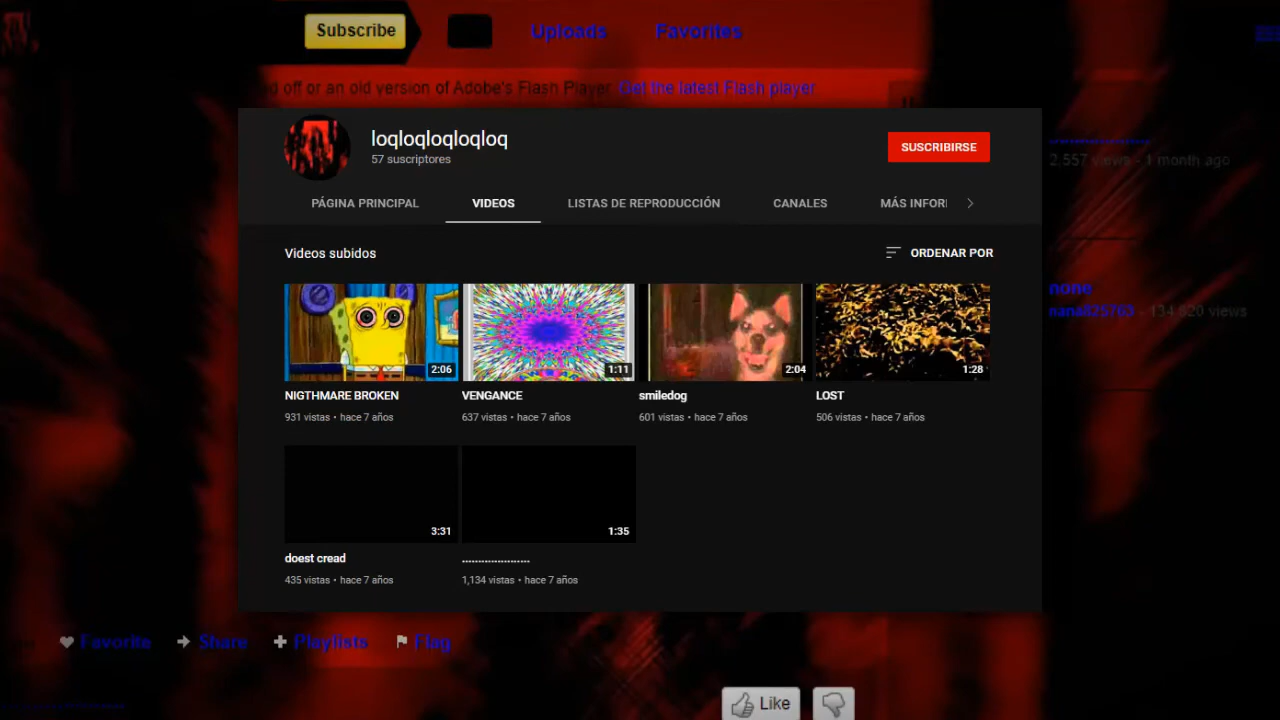 Subscribe
Uploads
Favorites
d off or an old version of Adobe's Flash Player. Get the latest Flash player
loqloqloqloqloq
57 suscriptores
SUSCRIBIRSE
2,557 views - 1 month ago
PÁGINA PRINCIPAL
VIDEOS
LISTAS DE REPRODUCCIÓN
CANALES
MÁS INFOR
Videos subidos
ORDENAR POR
none
nana825763 - 134 820 views
2:06
1:11
2:04
1:28
NIGTHMARE BROKEN
VENGANCE
smiledog
LOST
931 vistas • hace 7 años
637 vistas • hace 7 años
601 vistas • hace 7 años
506 vistas • hace 7 años
3:31
1:35
doest cread
.....................
435 vistas • hace 7 años
1,134 vistas • hace 7 años
Favorite
Share
Playlists
Flag
Like